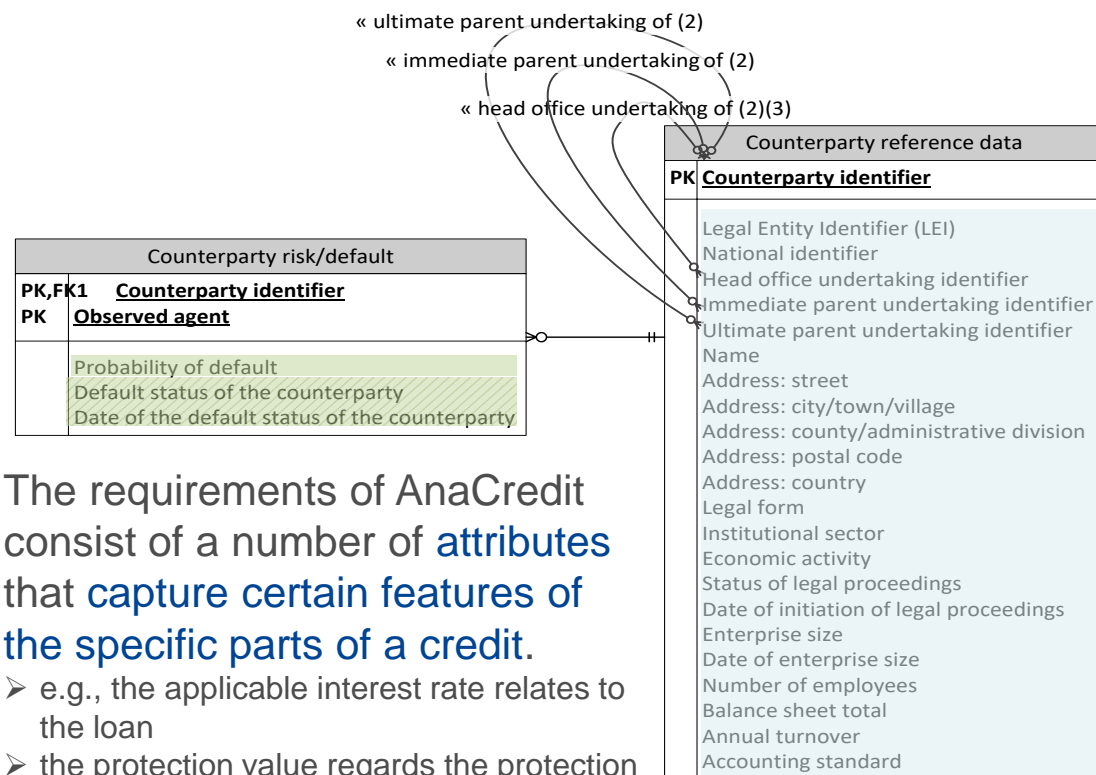 « ultimate parent undertaking of (2)
« immediate parent undertaking of (2)
« head office undertaking of (2)(3)
Counterparty reference data
PK Counterparty identifier
Legal Entity Identifier (LEI)
National identifier
Head office undertaking identifier
Immediate parent undertaking identifier
Ultimate parent undertaking identifier
Name
Address: street
Address: city/town/village
Address: county/administrative division
Address: postal code
Address: country
Legal form
Institutional sector
Economic activity
Status of legal proceedings
Date of initiation of legal proceedings
Enterprise size
Date of enterprise size
Number of employees
Balance sheet total
Annual turnover
Accounting standard
Counterparty risk/default
PK,FK1 Counterparty identifier
PK Observed agent
Probability of default
Default status of the counterparty
Date of the default status of the counterparty
The requirements of AnaCredit
consist of a number of attributes
that capture certain features of
the specific parts of a credit.
➢ e.g., the applicable interest rate relates to
the loan
➢ the protection value regards the protection